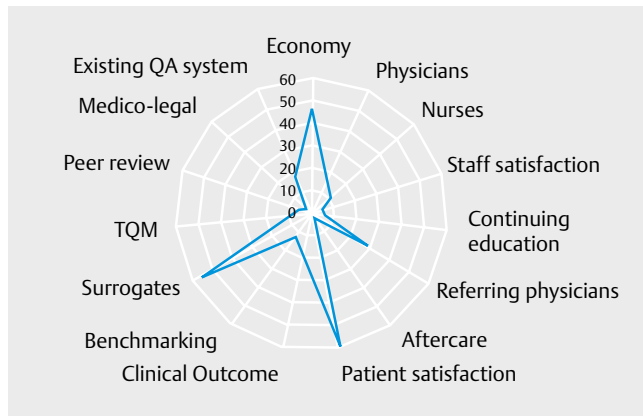 Economy
Existing QA system
Physicians
Medico-legal
Nurses
Peer review
Staff satisfaction
TQM
Continuing
education
Surrogates
Referring physicians
Benchmarking
Aftercare
Clinical Outcome
Patient satisfaction
60
50
40
30
20
10
0